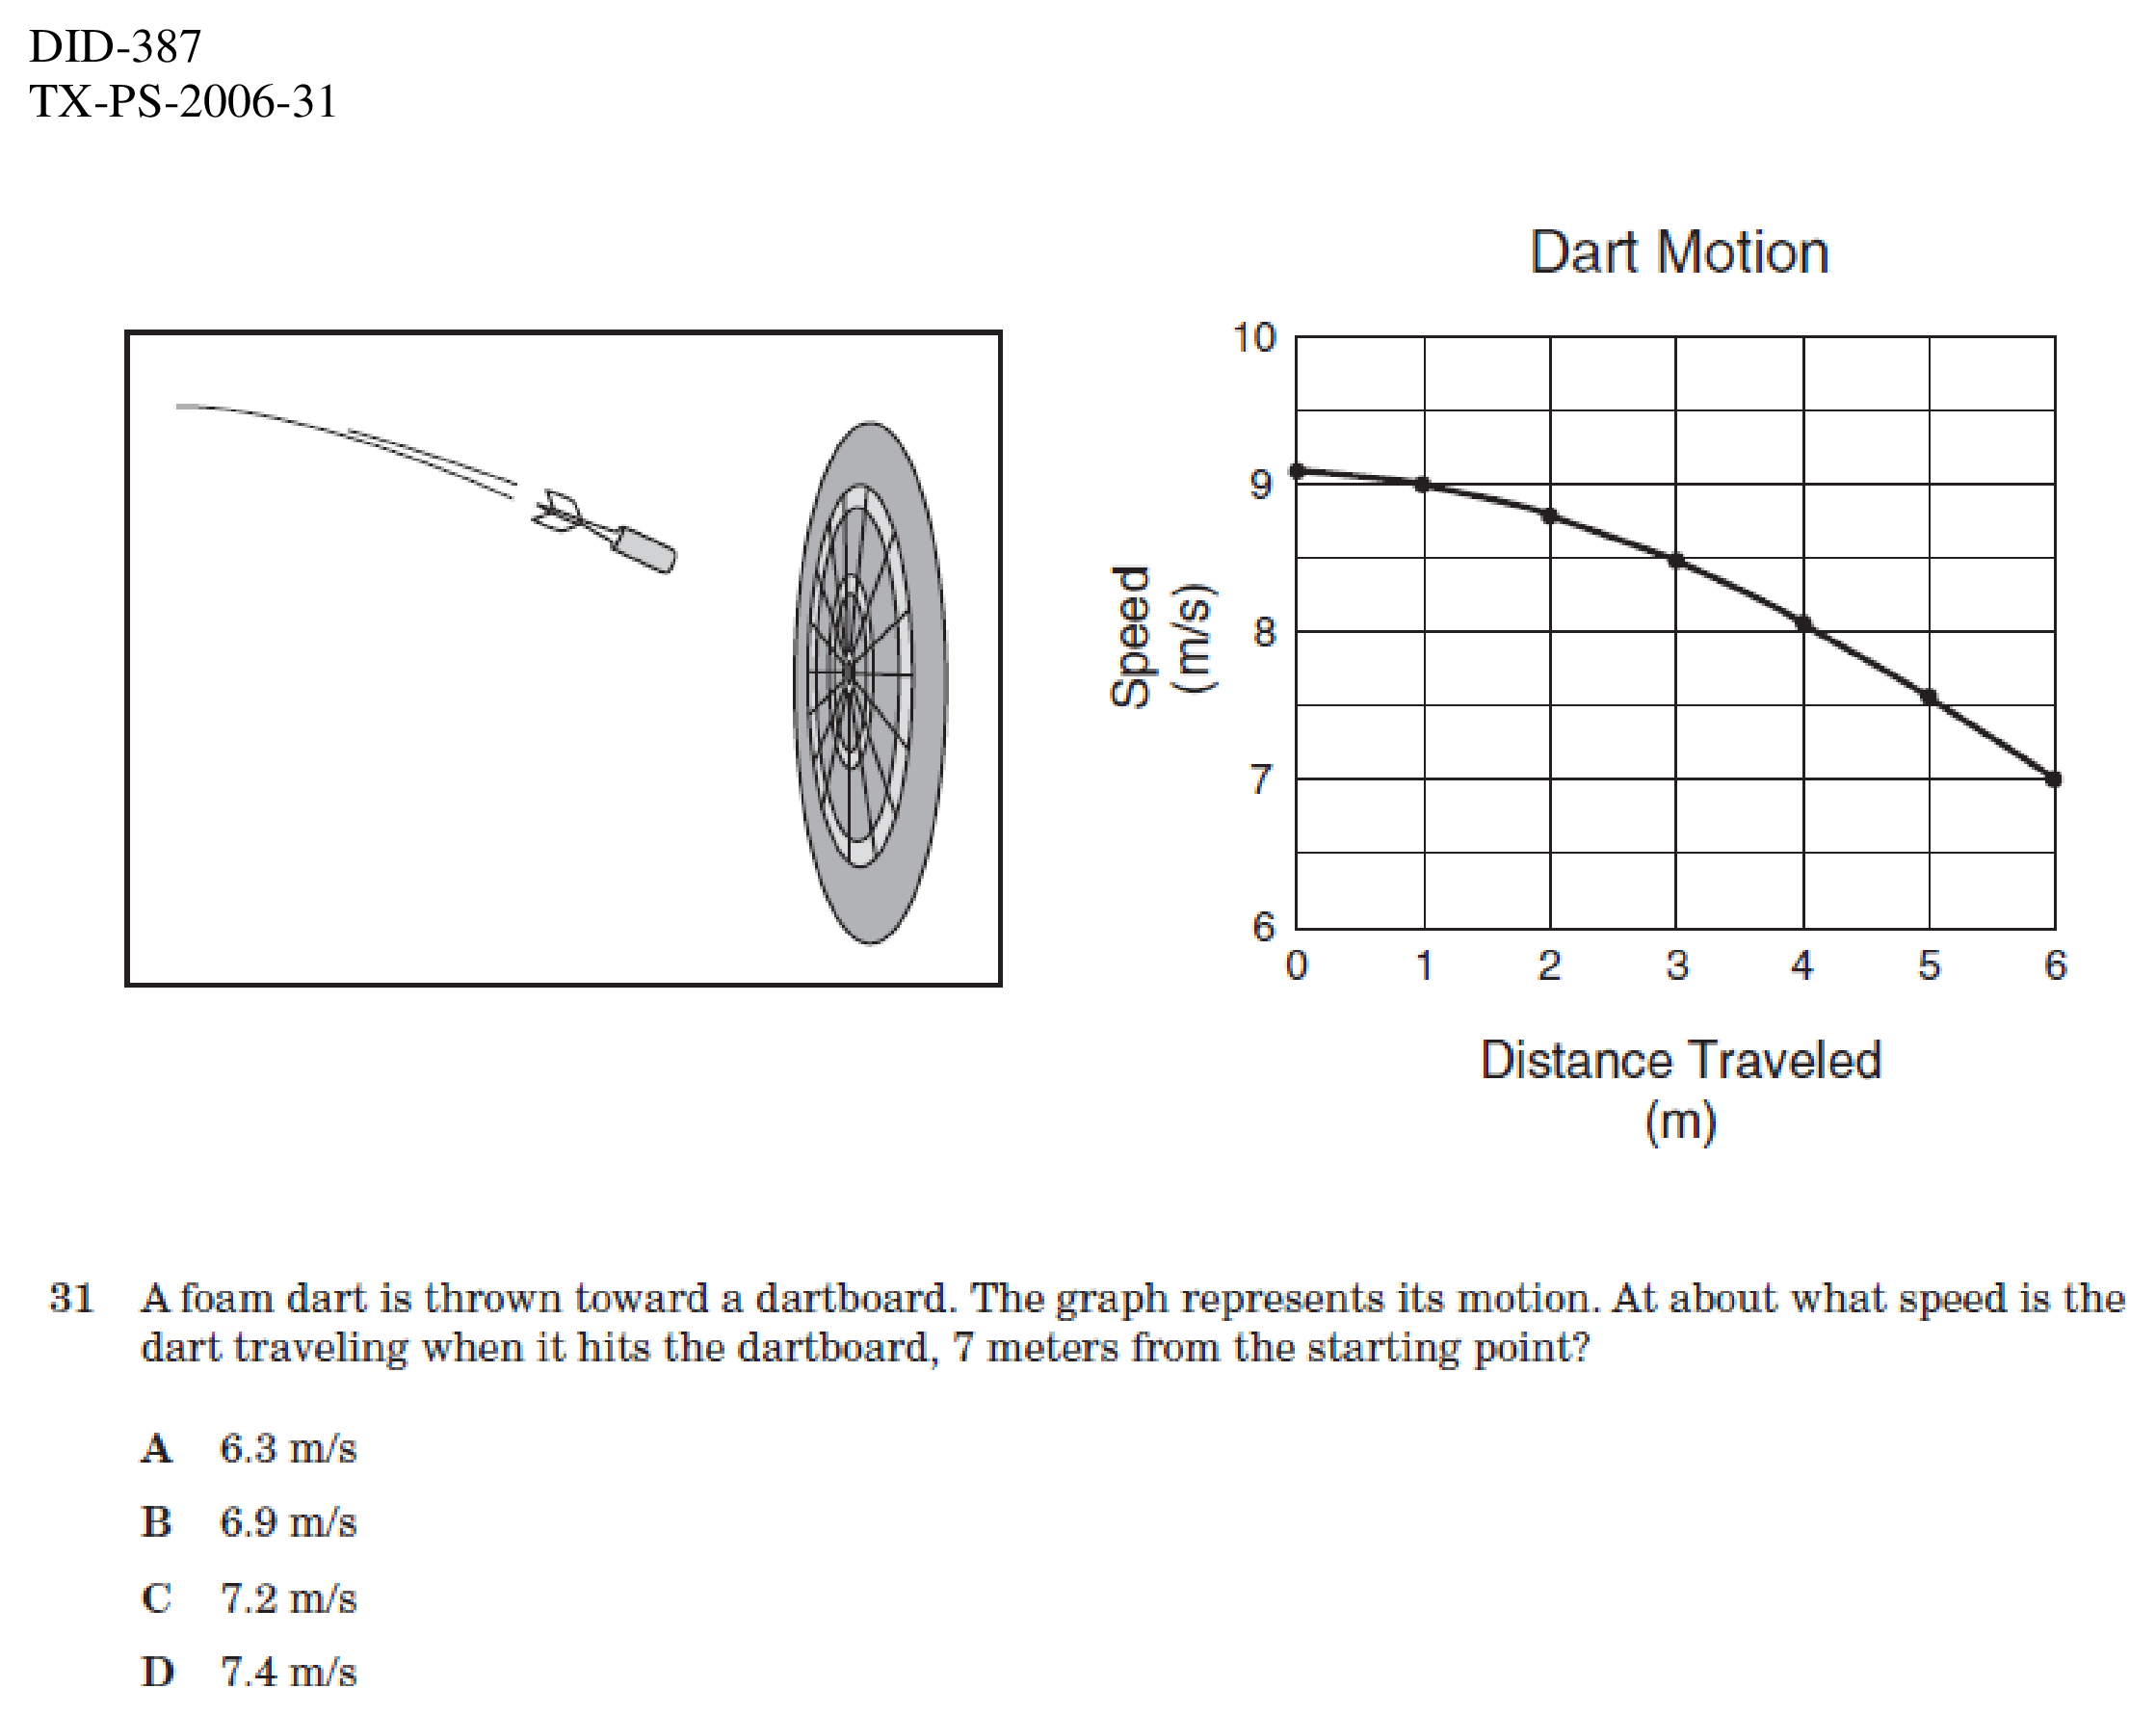 DID-387
TX-PS-2006-31
Dart Motion
10
9
8
7
6
Speed
(m/s)
0 1 2 3 4 5 6
Distance Traveled
(m)
31 A foam dart is thrown toward a dartboard. The graph represents its motion. At about what speed is the
dart traveling when it hits the dartboard, 7 meters from the starting point?
A 6.3 m/s
B 6.9 m/s
C 7.2 m/s
D 7.4 m/s